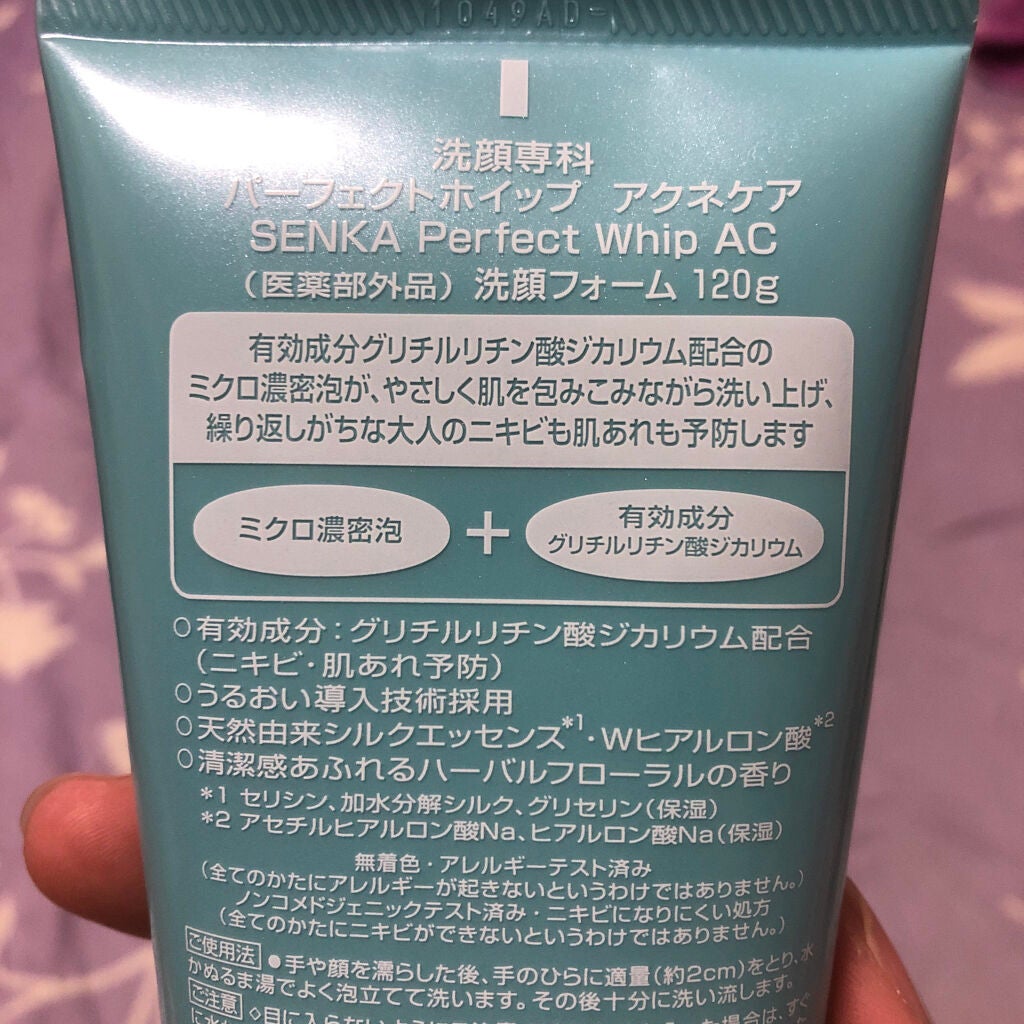 1049AD-
洗顔専科
パーフェクトホイップ アクネケア
SENKA Perfect Whip AC
(医薬部外品) 洗顔フォーム 120g
有効成分グリチルリチン酸ジカリウム配合の
ミクロ濃密泡が、やさしく肌を包みこみながら洗い上げ、
繰り返しがちな大人のニキビも肌あれも予防します
ミクロ濃密泡 + 有効成分
グリチルリチン酸ジカリウム
○有効成分:グリチルリチン酸ジカリウム配合
(ニキビ・肌あれ予防)
○うるおい導入技術採用
○天然由来シルクエッセンス*1・Wヒアルロン酸*2
○清潔感あふれるハーバルフローラルの香り
*1 セリシン、加水分解シルク、グリセリン(保湿)
*2 アセチルヒアルロン酸Na、ヒアルロン酸Na(保湿)
無着色・アレルギーテスト済み
(全てのかたにアレルギーが起きないというわけではありません。)
ノンコメドジェニックテスト済み・ニキビになりにくい処方
(全てのかたにニキビができないというわけではありません。)
ご使用法 ●手や顔を濡らした後、手のひらに適量(約2cm)をとり、水
かぬるま湯でよく泡立てて洗います。その後十分に洗い流します。
ご注意 ◇目に入らないように
場合は、すぐ